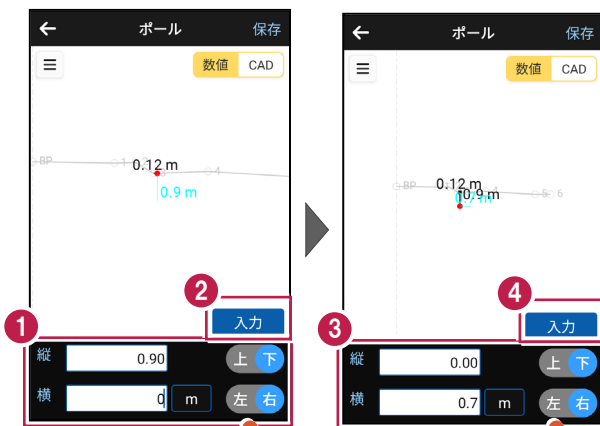 ポール 保存
数値 CAD
BP 1 2 0.12 m 4
0.9 m
2
入力
1
縦 0.90 上 下
横 0 m 左 右
ポール 保存
数値 CAD
BP 0.12 m 0.9 m 4 5 6
0.7 m
4
入力
3
縦 0.00 上 下
横 0.7 m 左 右